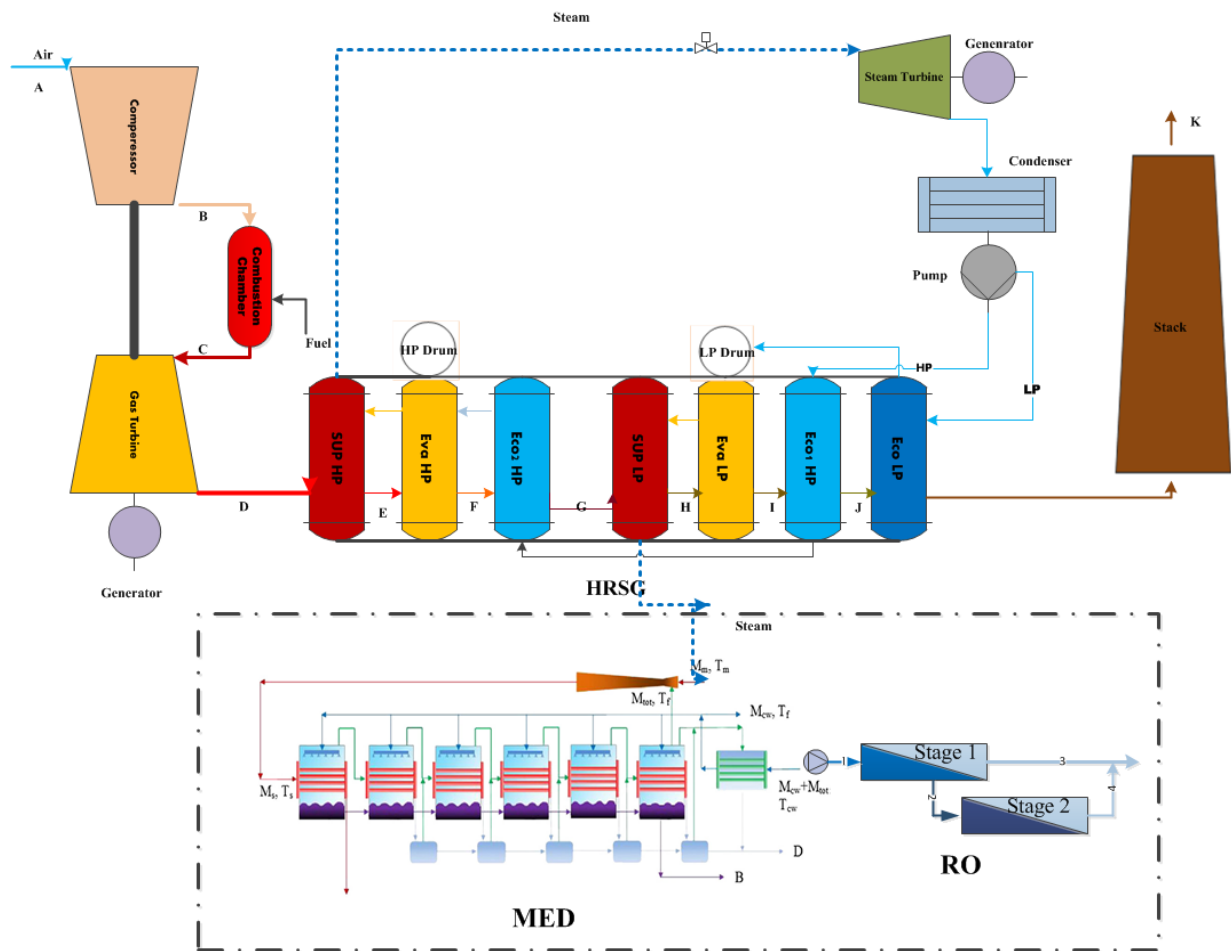 Steam
Air
A
Comperessor
B
Combustion
Chamber
Fuel
C
Gas Turbine
D
Generator
Steam Turbine
Genenrator
Condenser
Pump
HP
LP
K
Stack
HP Drum
LP Drum
SUP HP
Eva HP
Eco2 HP
SUP LP
Eva LP
Eco1 HP
Eco LP
E
F
G
H
I
J
HRSG
Steam
Mm, Tm
Mtot, Tf
Mcw, Tf
Ms, Ts
Mcw+Mtot
Tcw
D
B
MED
1
Stage 1
3
2
Stage 2
4
RO